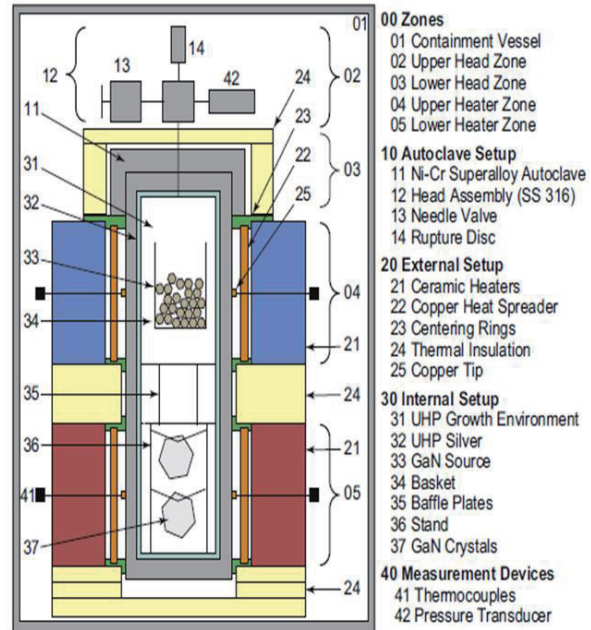 01
14
12
13
42
24
02
23
11
22
03
31
25
32
33
04
34
21
35
24
36
21
41
05
37
24
00 Zones
01 Containment Vessel
02 Upper Head Zone
03 Lower Head Zone
04 Upper Heater Zone
05 Lower Heater Zone
10 Autoclave Setup
11 Ni-Cr Superalloy Autoclave
12 Head Assembly (SS 316)
13 Needle Valve
14 Rupture Disc
20 External Setup
21 Ceramic Heaters
22 Copper Heat Spreader
23 Centering Rings
24 Thermal Insulation
25 Copper Tip
30 Internal Setup
31 UHP Growth Environment
32 UHP Silver
33 GaN Source
34 Basket
35 Baffle Plates
36 Stand
37 GaN Crystals
40 Measurement Devices
41 Thermocouples
42 Pressure Transducer